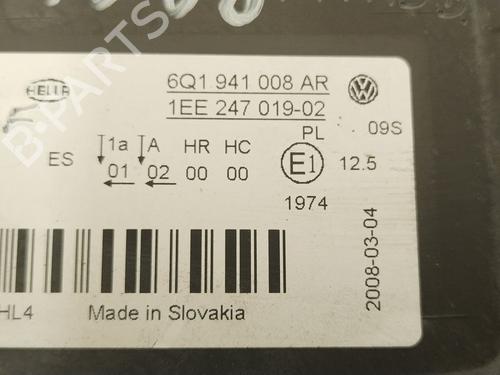 HELLA
6Q1 941 008 AR
1EE 247 019-02
PL
09S
ES
1a
A
HR
HC
01
02
00
00
E1
12.5
1974
2008-03-04
HL4
Made in Slovakia
B-PARTS